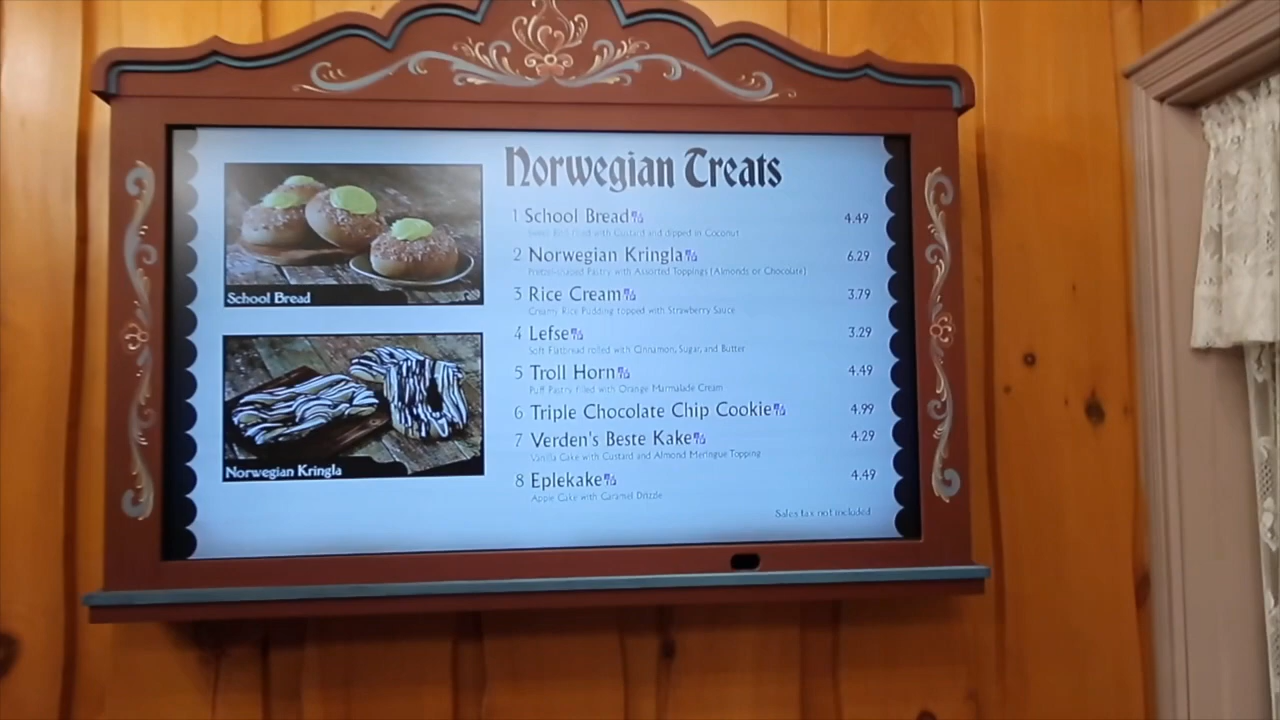 Norwegian Treats
1 School Bread 4.49
Sweet Bun filled with Custard and dipped in Coconut
2 Norwegian Kringla 6.29
Pretzel-shaped Pastry with Assorted Toppings (Almonds or Chocolate)
3 Rice Cream 3.79
Creamy Rice Pudding topped with Strawberry Sauce
4 Lefse 3.29
Soft Flatbread rolled with Cinnamon, Sugar, and Butter
5 Troll Horn 4.49
Puff Pastry filled with Orange Marmalade Cream
6 Triple Chocolate Chip Cookie 4.99
7 Verden's Beste Kake 4.29
Vanilla Cake with Custard and Almond Meringue Topping
8 Eplekake 4.49
Apple Cake with Caramel Drizzle
Sales tax not included
School Bread
Norwegian Kringla